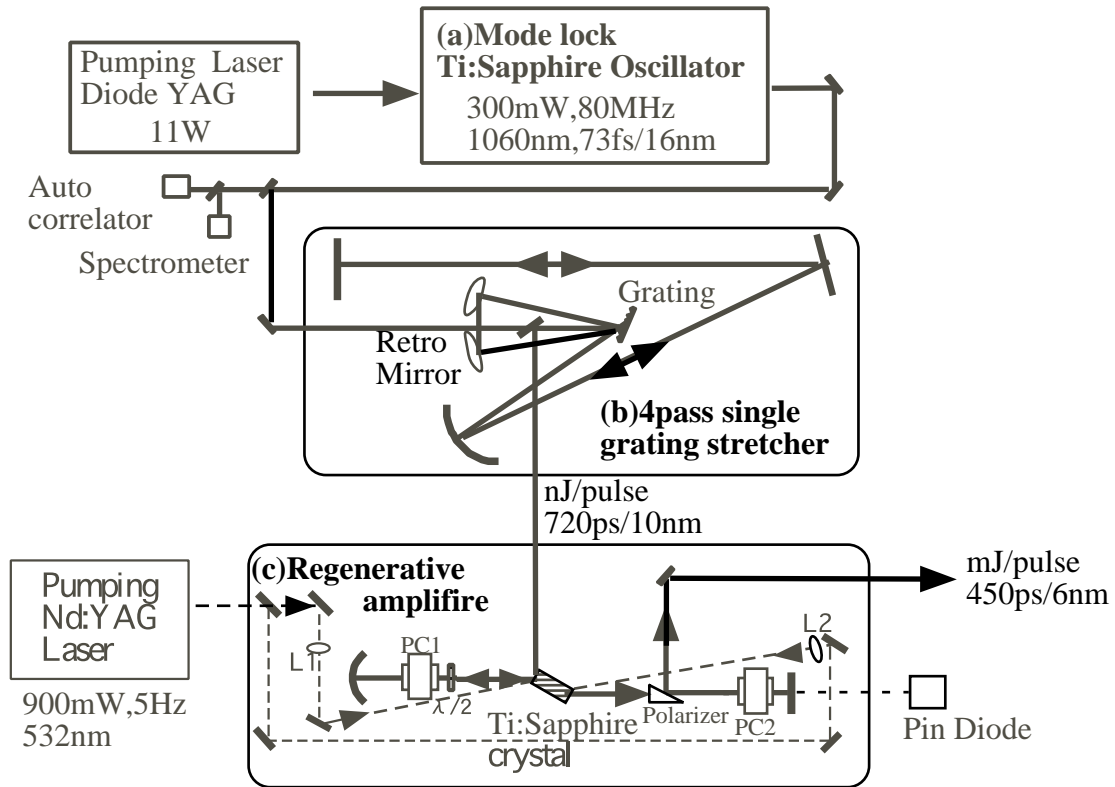 Pumping Laser
Diode YAG
11W
(a)Mode lock
Ti:Sapphire Oscillator
300mW,80MHz
1060nm,73fs/16nm
Auto
correlator
Spectrometer
Grating
Retro
Mirror
(b)4pass single
grating stretcher
nJ/pulse
720ps/10nm
(c)Regenerative
amplifire
mJ/pulse
450ps/6nm
Pumping
Nd:YAG
Laser
900mW,5Hz
532nm
L1
PC1
λ/2
L2
Ti:Sapphire
crystal
Polarizer
PC2
Pin Diode